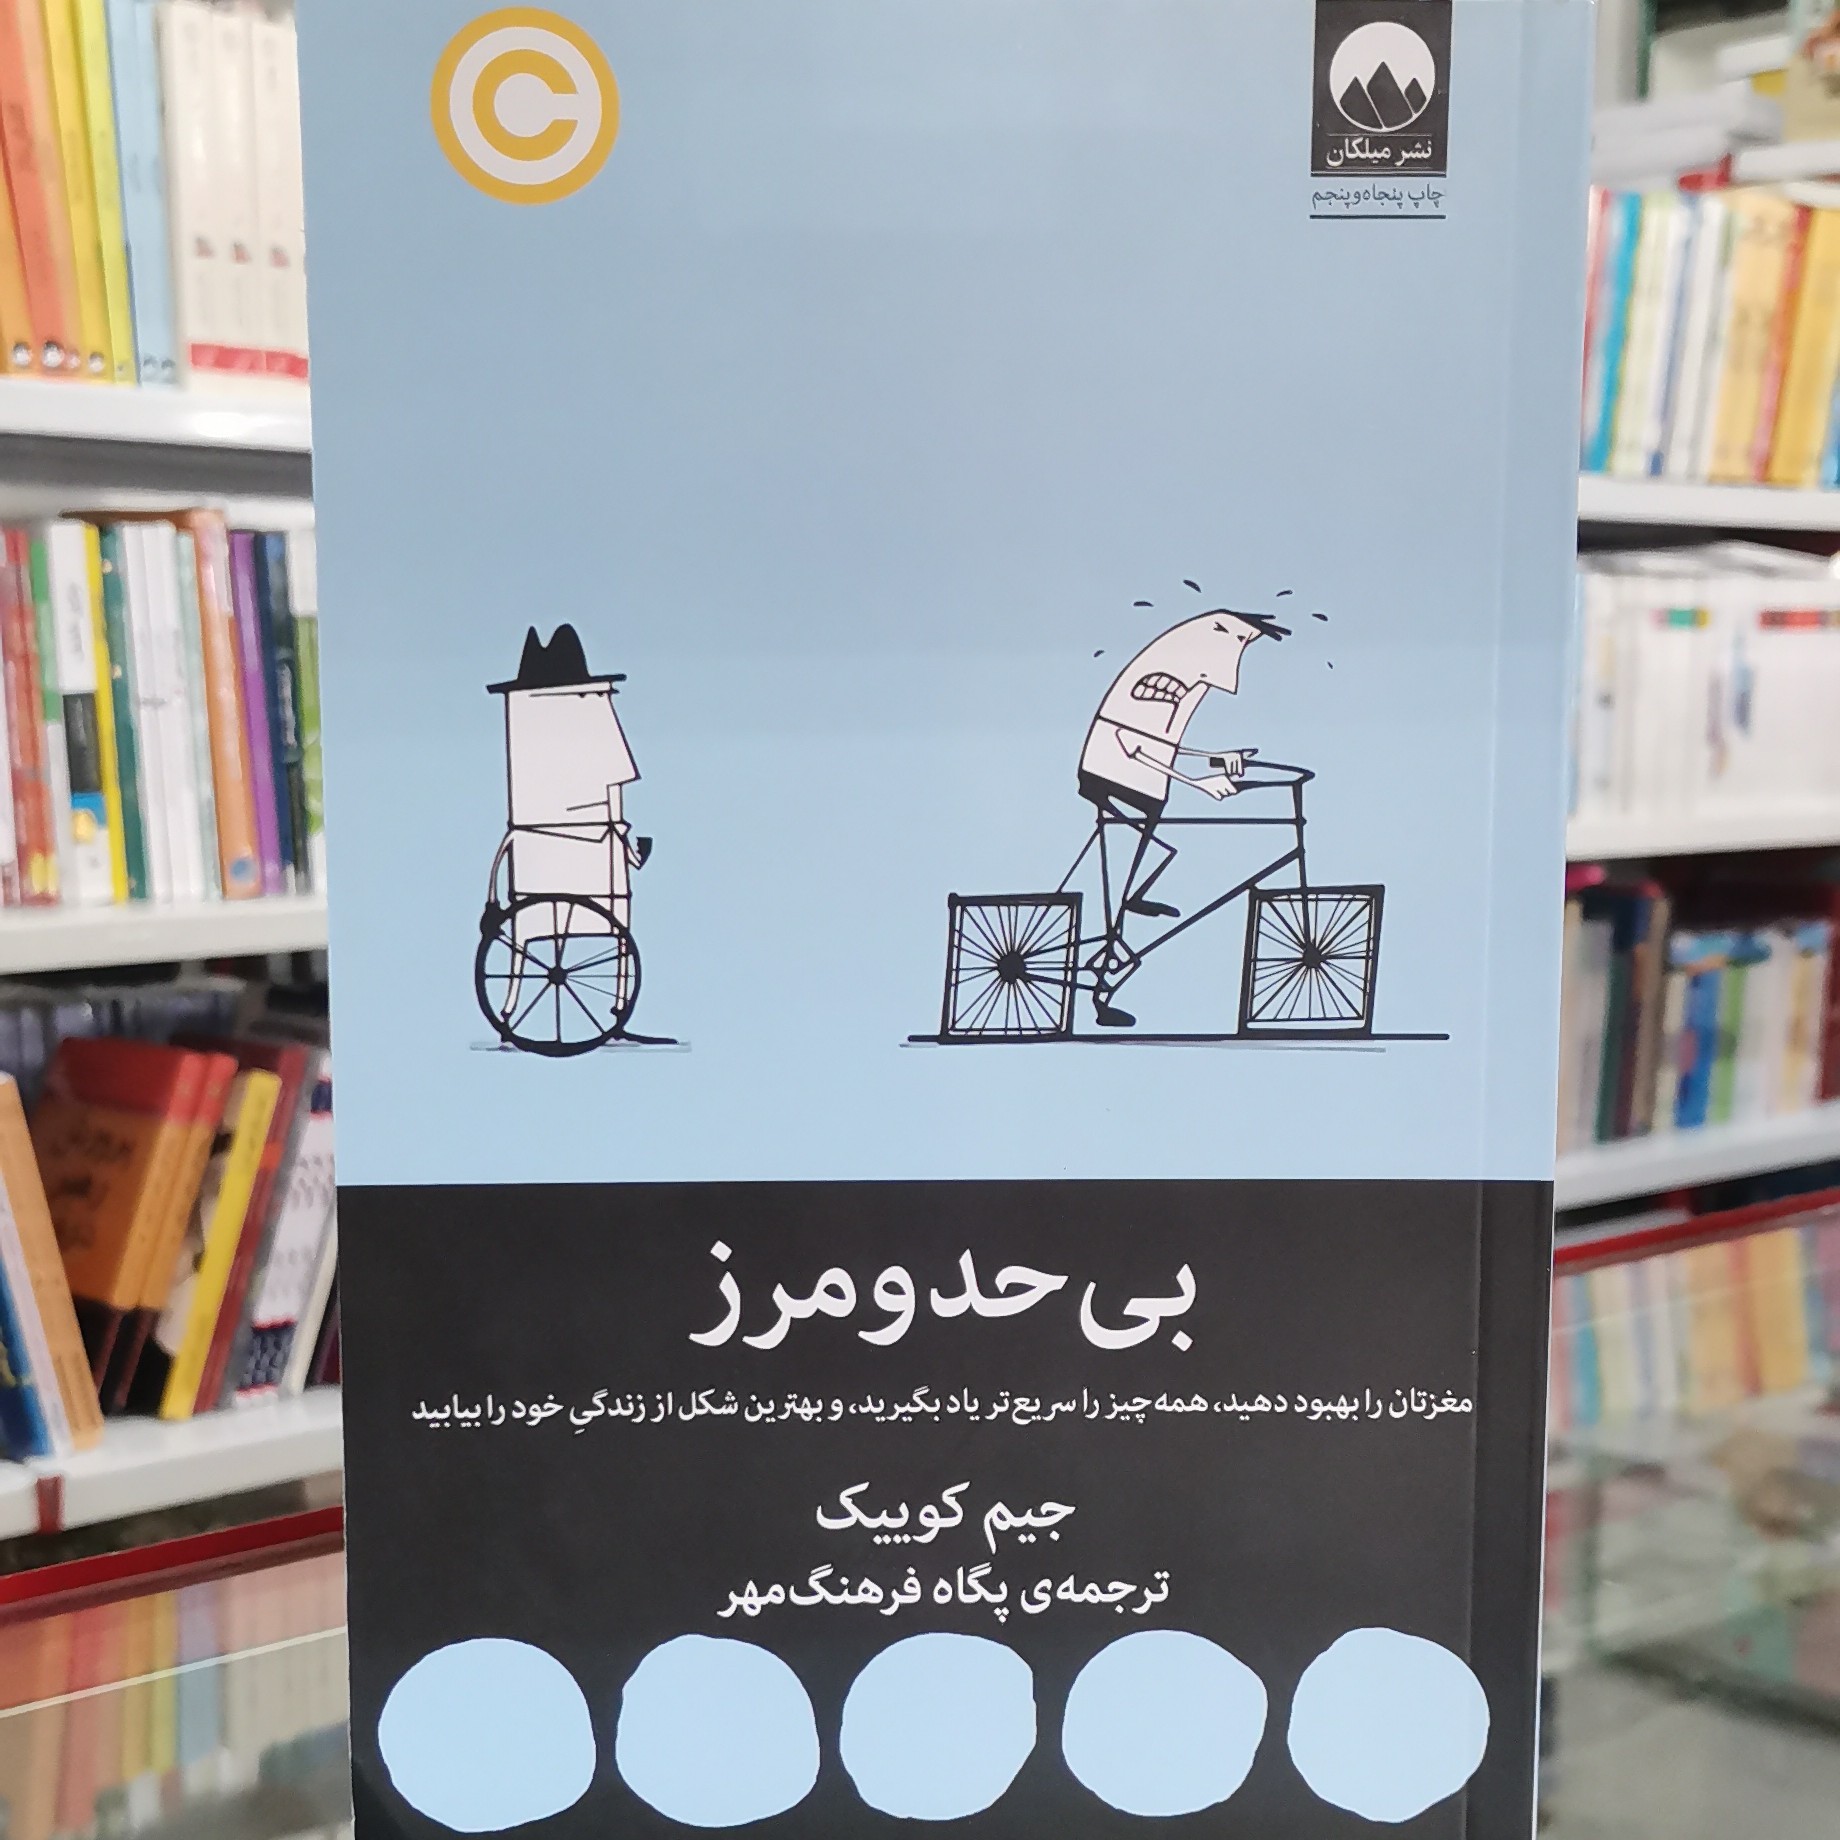 نشر میلکان
چاپ پنجاه‌و‌پنجم
بی‌حدومرز
مغزتان را بهبود دهید، همه‌چیز را سریع‌تر یاد بگیرید، و بهترین شکل از زندگیِ خود را بیابید
جیم کوییک
ترجمه‌ی پگاه فرهنگ‌مهر